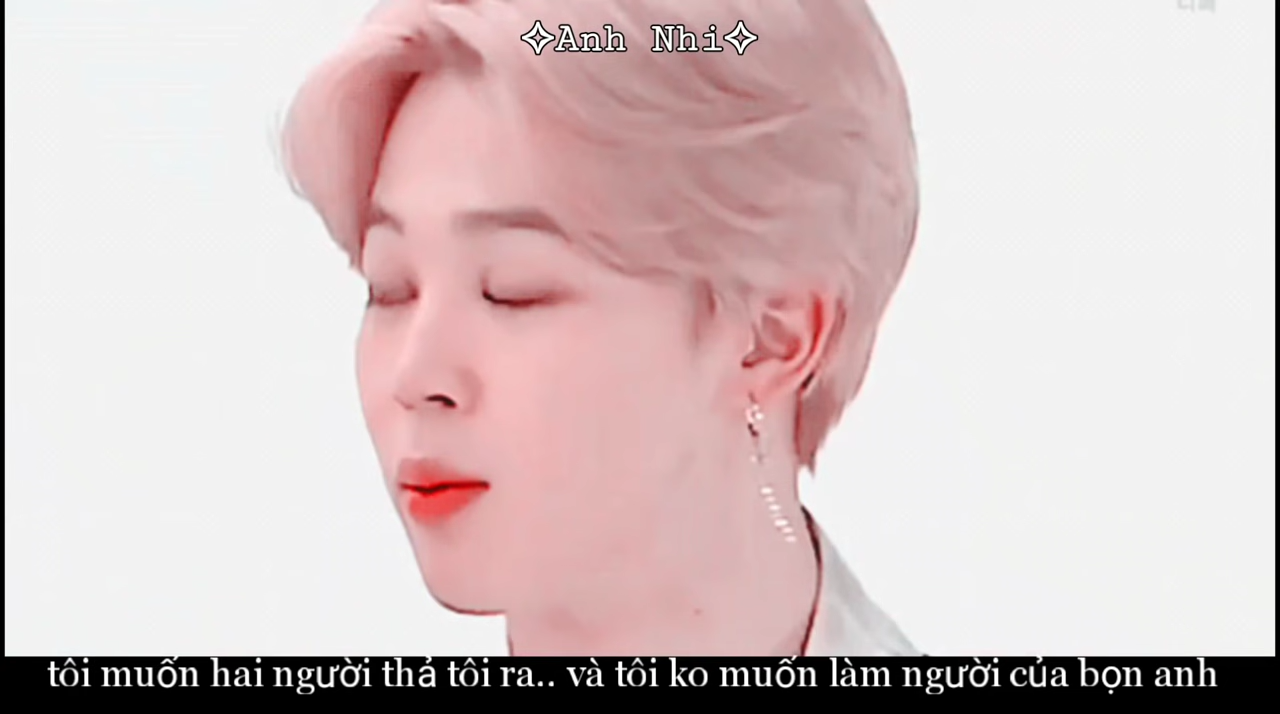 ✧Anh Nhi✧
tôi muốn hai người thả tôi ra.. và tôi ko muốn làm người của bọn anh